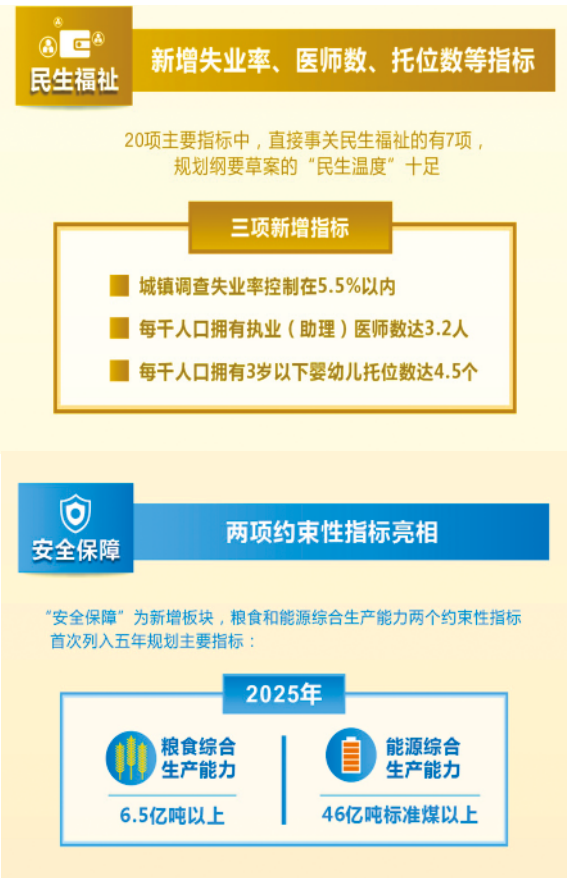 民生福祉
新增失业率、医师数、托位数等指标
20项主要指标中，直接事关民生福祉的有7项，
规划纲要草案的“民生温度”十足
三项新增指标
城镇调查失业率控制在5.5%以内
每千人口拥有执业（助理）医师数达3.2人
每千人口拥有3岁以下婴幼儿托位数达4.5个
安全保障
两项约束性指标亮相
“安全保障”为新增板块，粮食和能源综合生产能力两个约束性指标
首次列入五年规划主要指标：
2025年
粮食综合
生产能力
6.5亿吨以上
能源综合
生产能力
46亿吨标准煤以上